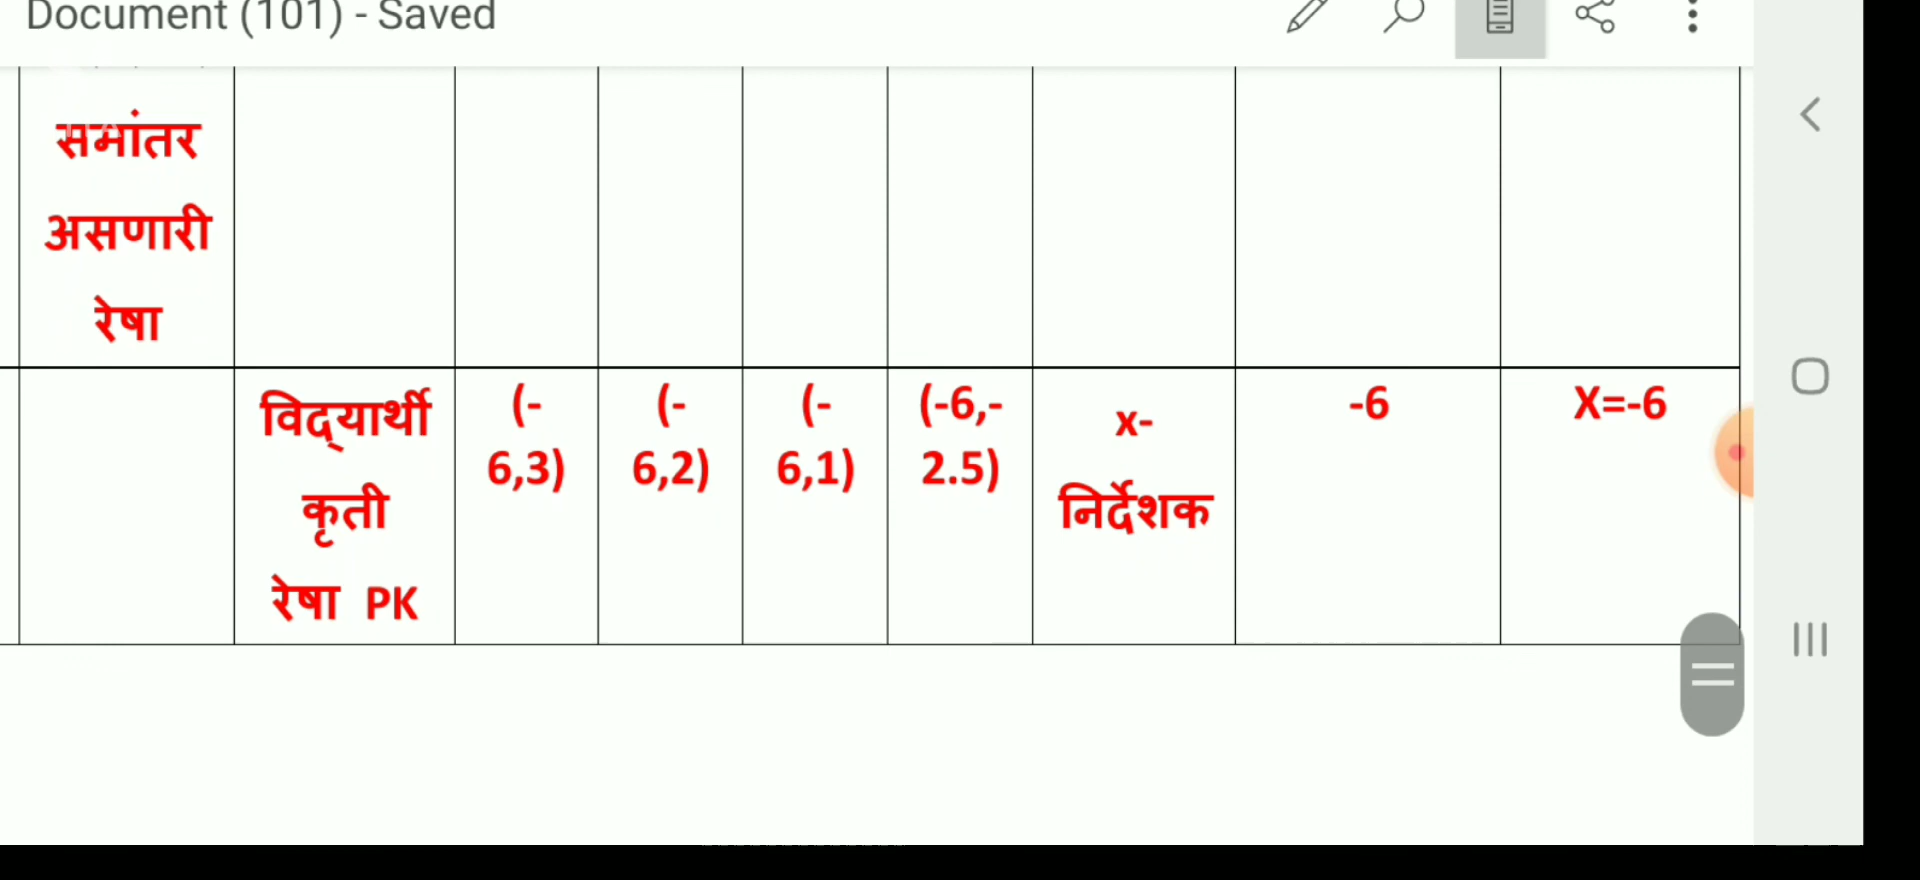 Document (101) - Saved
समांतर
असणारी
रेषा
विद्यार्थी
कृती
रेषा PK
(-
6,3)
(-
6,2)
(-
6,1)
(-6,-
2.5)
x-
निर्देशक
-6
X=-6